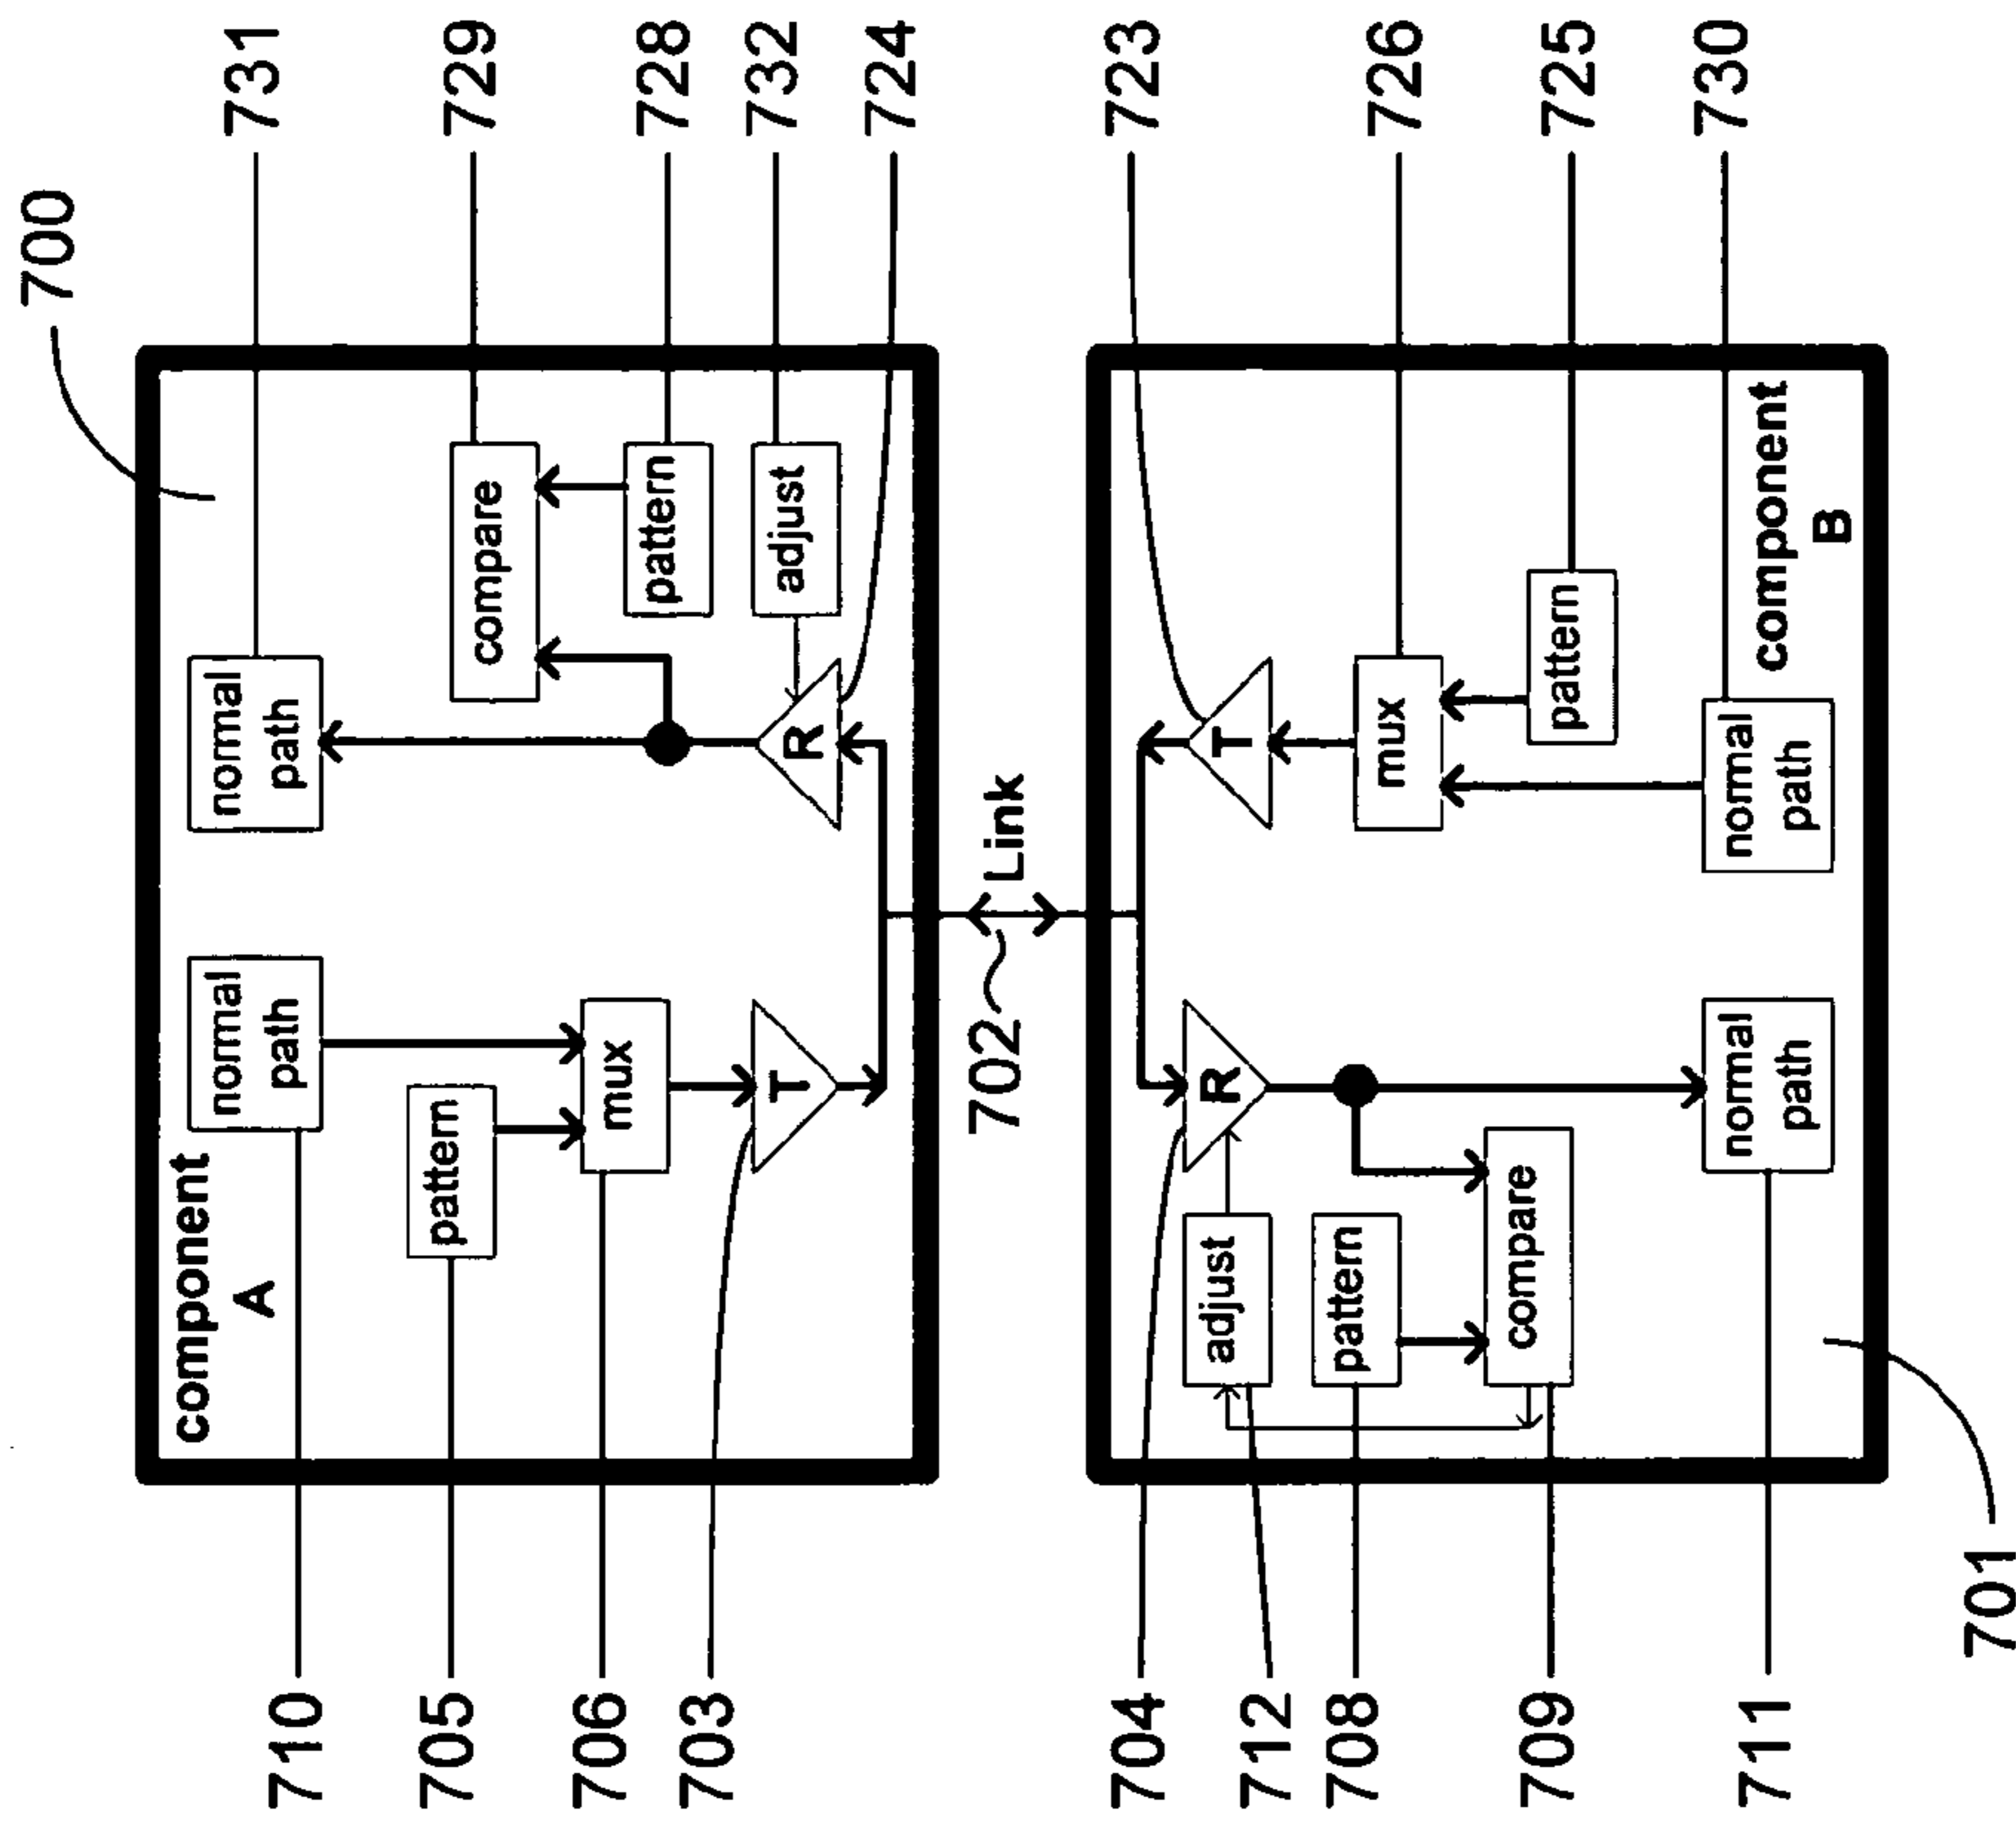 700
component
A
normal
path
normal
path
731
710
pattern
compare
729
705
mux
pattern
728
706
T
R
adjust
732
703
724
702
Link
704
723
adjust
R
T
712
pattern
mux
726
708
compare
pattern
725
709
normal
path
normal
path
component
B
730
711
701